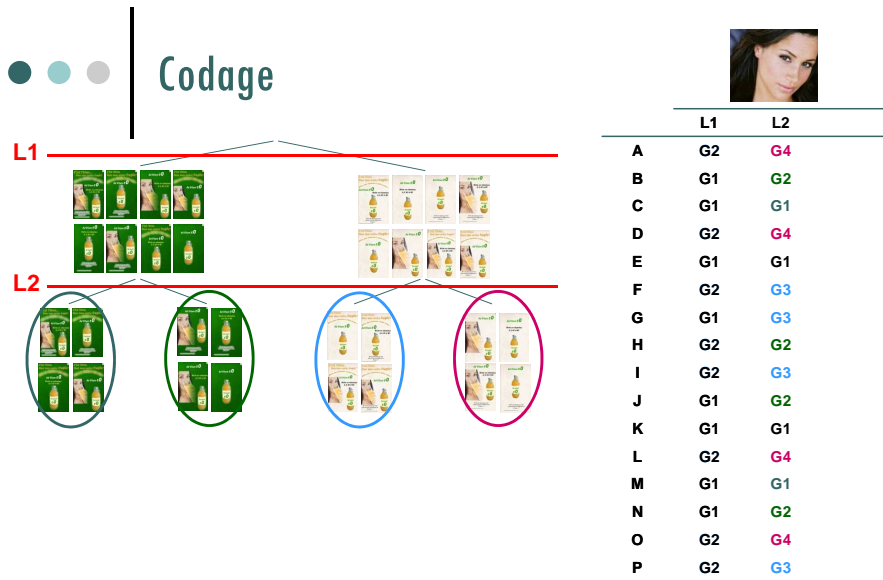 Codage
L1
L2
L1 L2
A G2 G4
B G1 G2
C G1 G1
D G2 G4
E G1 G1
F G2 G3
G G1 G3
H G2 G2
I G2 G3
J G1 G2
K G1 G1
L G2 G4
M G1 G1
N G1 G2
O G2 G4
P G2 G3